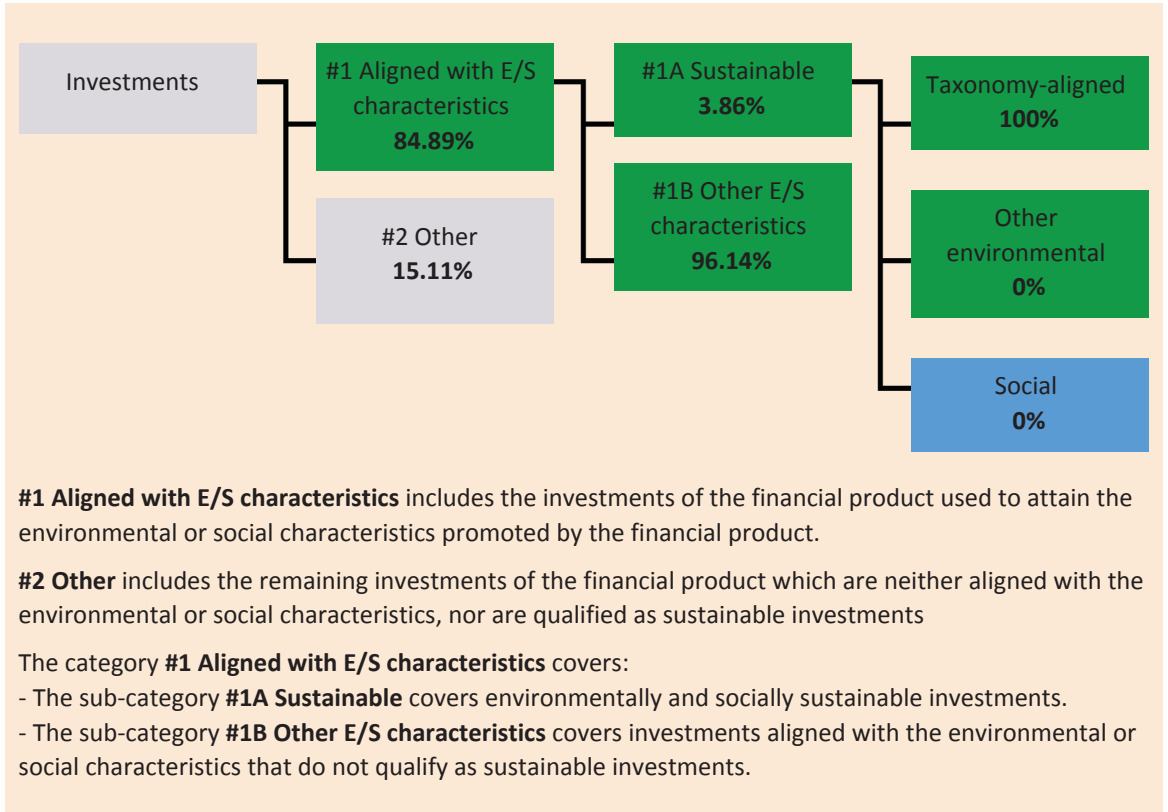 Investments
#1 Aligned with E/S
characteristics
84.89%
#2 Other
15.11%
#1A Sustainable
3.86%
#1B Other E/S
characteristics
96.14%
Taxonomy-aligned
100%
Other
environmental
0%
Social
0%
#1 Aligned with E/S characteristics includes the investments of the financial product used to attain the
environmental or social characteristics promoted by the financial product.
#2 Other includes the remaining investments of the financial product which are neither aligned with the
environmental or social characteristics, nor are qualified as sustainable investments
The category #1 Aligned with E/S characteristics covers:
- The sub-category #1A Sustainable covers environmentally and socially sustainable investments.
- The sub-category #1B Other E/S characteristics covers investments aligned with the environmental or
social characteristics that do not qualify as sustainable investments.